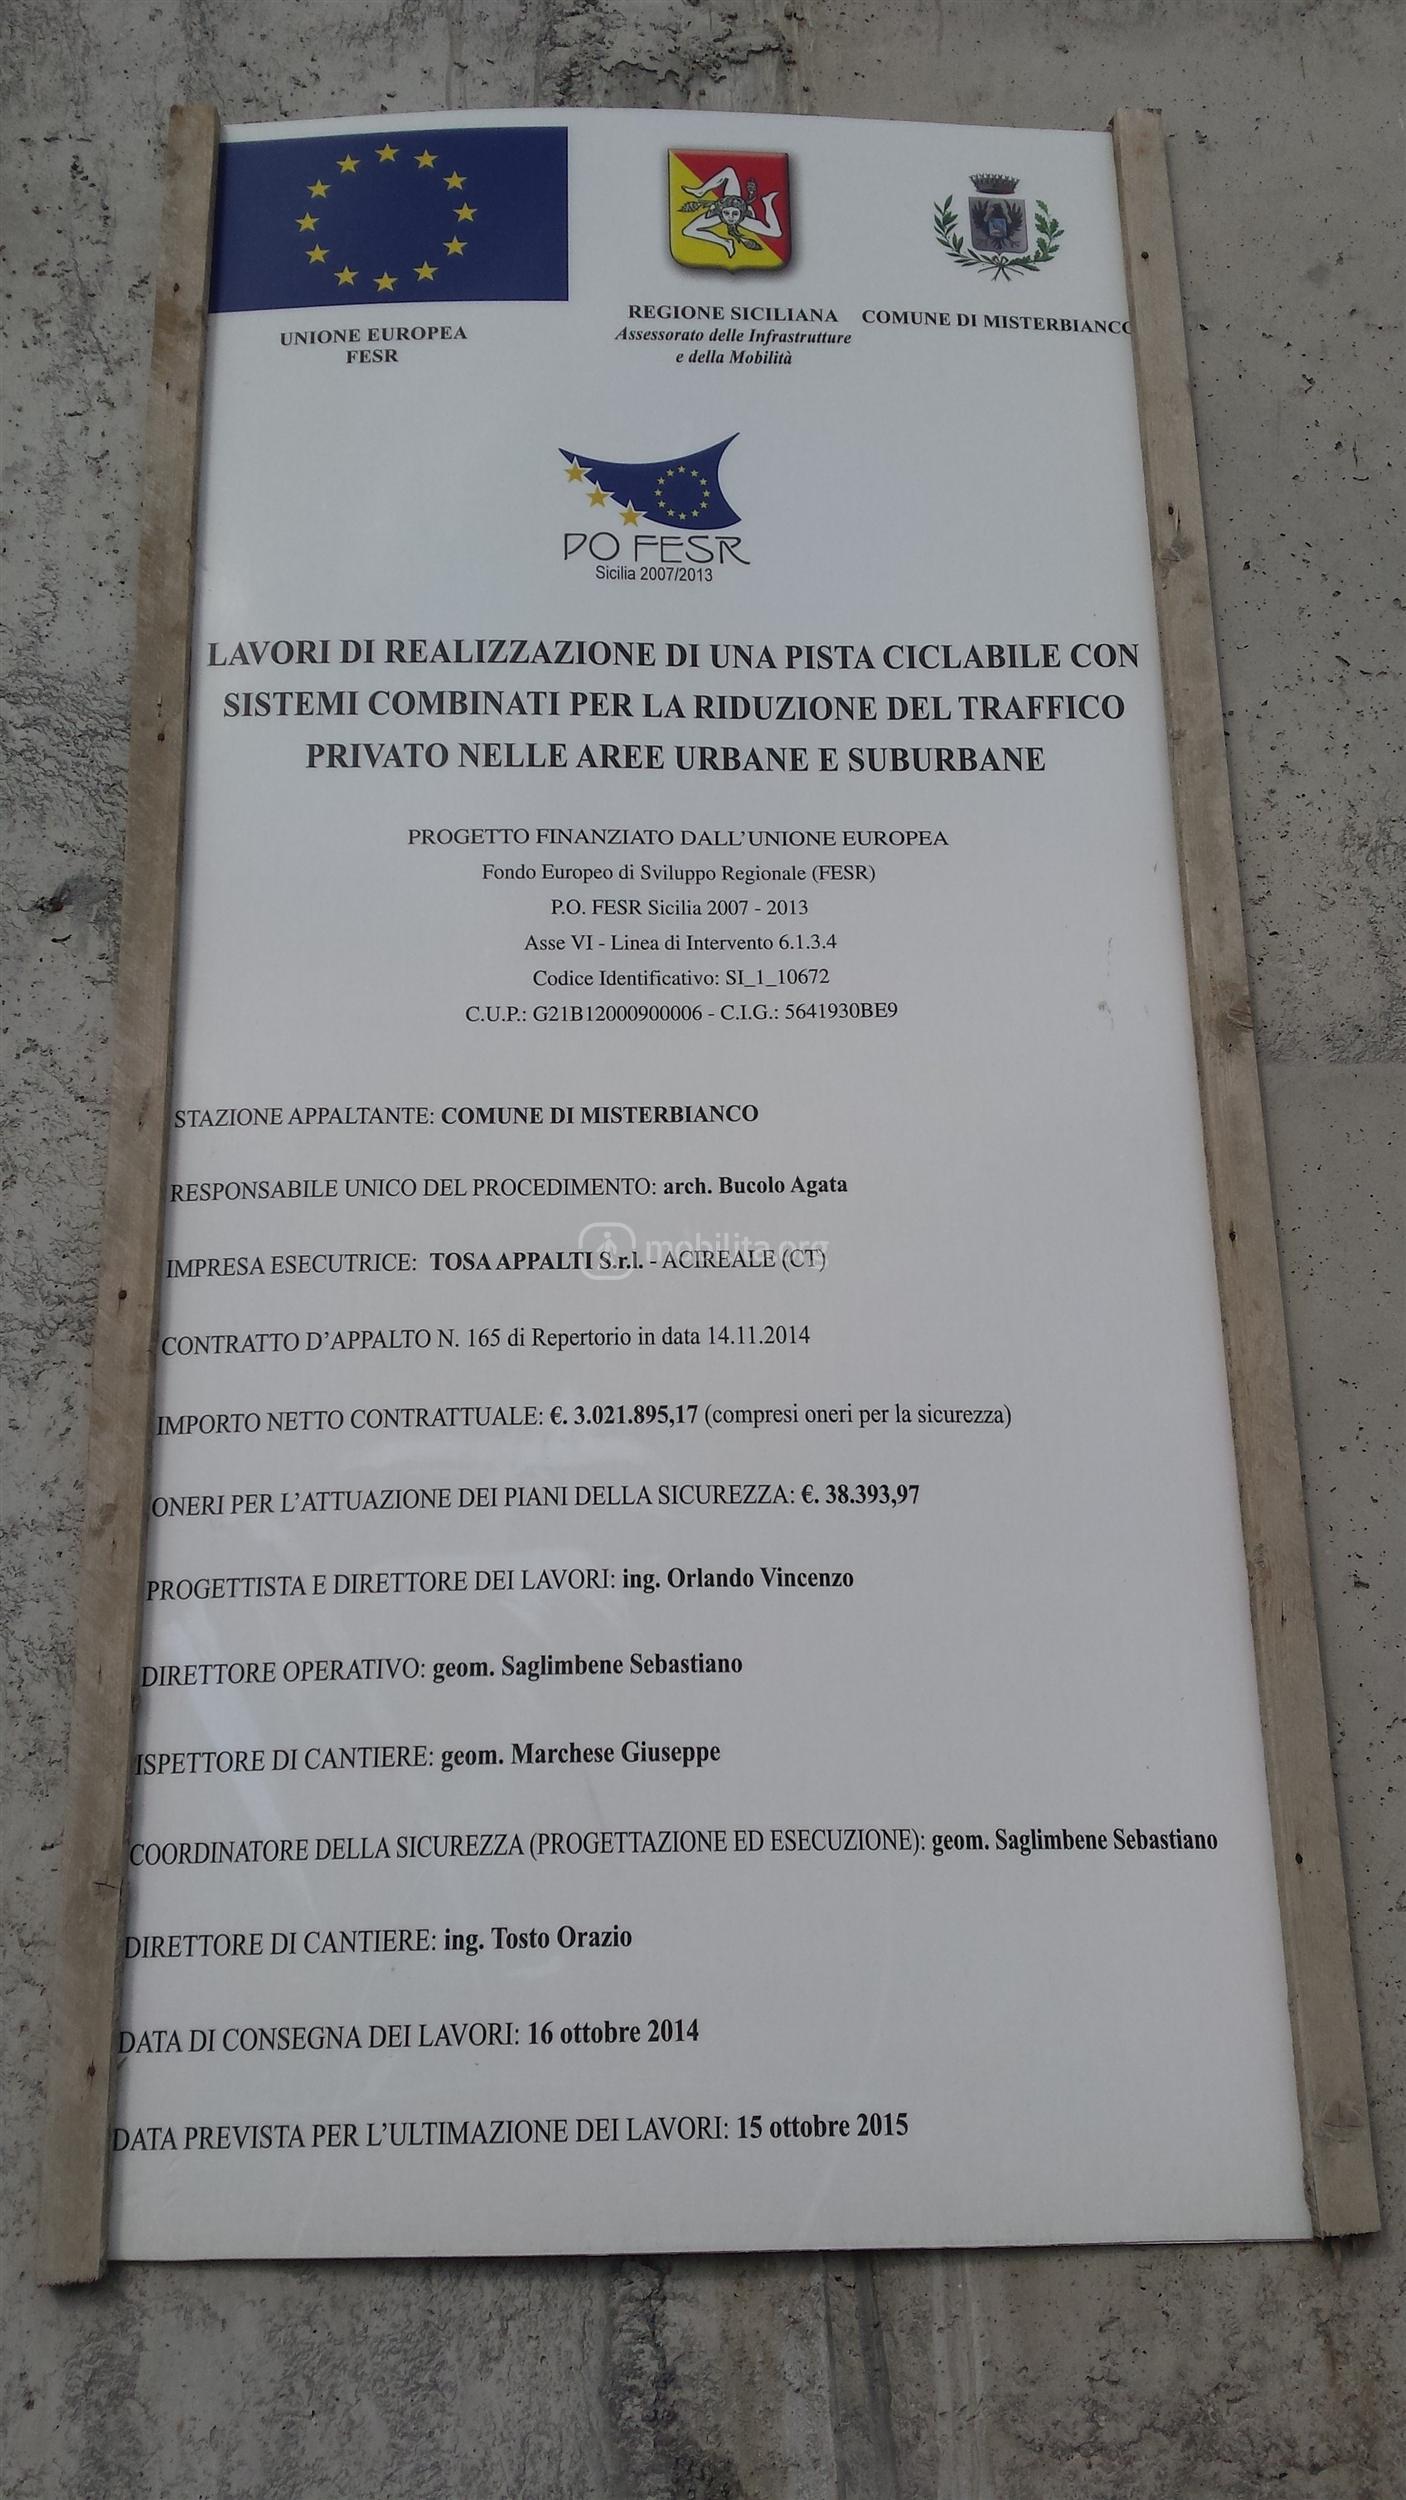 UNIONE EUROPEA
FESR
REGIONE SICILIANA
Assessorato delle Infrastrutture
e della Mobilità
COMUNE DI MISTERBIANCO
PO FESR
Sicilia 2007/2013
LAVORI DI REALIZZAZIONE DI UNA PISTA CICLABILE CON
SISTEMI COMBINATI PER LA RIDUZIONE DEL TRAFFICO
PRIVATO NELLE AREE URBANE E SUBURBANE
PROGETTO FINANZIATO DALL'UNIONE EUROPEA
Fondo Europeo di Sviluppo Regionale (FESR)
P.O. FESR Sicilia 2007 - 2013
Asse VI - Linea di Intervento 6.1.3.4
Codice Identificativo: SI_1_10672
C.U.P.: G21B12000900006 - C.I.G.: 5641930BE9
STAZIONE APPALTANTE: COMUNE DI MISTERBIANCO
RESPONSABILE UNICO DEL PROCEDIMENTO: arch. Bucolo Agata
mobilita.org
IMPRESA ESECUTRICE: TOSA APPALTI S.r.l. - ACIREALE (CT)
CONTRATTO D'APPALTO N. 165 di Repertorio in data 14.11.2014
IMPORTO NETTO CONTRATTUALE: €. 3.021.895,17 (compresi oneri per la sicurezza)
ONERI PER L'ATTUAZIONE DEI PIANI DELLA SICUREZZA: €. 38.393,97
PROGETTISTA E DIRETTORE DEI LAVORI: ing. Orlando Vincenzo
DIRETTORE OPERATIVO: geom. Saglimbene Sebastiano
ISPETTORE DI CANTIERE: geom. Marchese Giuseppe
COORDINATORE DELLA SICUREZZA (PROGETTAZIONE ED ESECUZIONE): geom. Saglimbene Sebastiano
DIRETTORE DI CANTIERE: ing. Tosto Orazio
DATA DI CONSEGNA DEI LAVORI: 16 ottobre 2014
DATA PREVISTA PER L'ULTIMAZIONE DEI LAVORI: 15 ottobre 2015